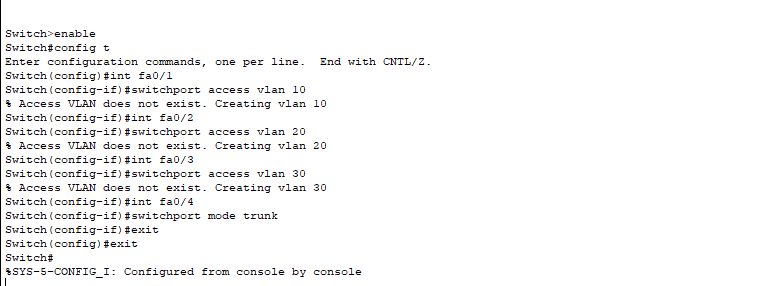 Switch>enable
Switch#config t
Enter configuration commands, one per line.  End with CNTL/Z.
Switch(config)#int fa0/1
Switch(config-if)#switchport access vlan 10
% Access VLAN does not exist. Creating vlan 10
Switch(config-if)#int fa0/2
Switch(config-if)#switchport access vlan 20
% Access VLAN does not exist. Creating vlan 20
Switch(config-if)#int fa0/3
Switch(config-if)#switchport access vlan 30
% Access VLAN does not exist. Creating vlan 30
Switch(config-if)#int fa0/4
Switch(config-if)#switchport mode trunk
Switch(config-if)#exit
Switch(config)#exit
Switch#
%SYS-5-CONFIG_I: Configured from console by console